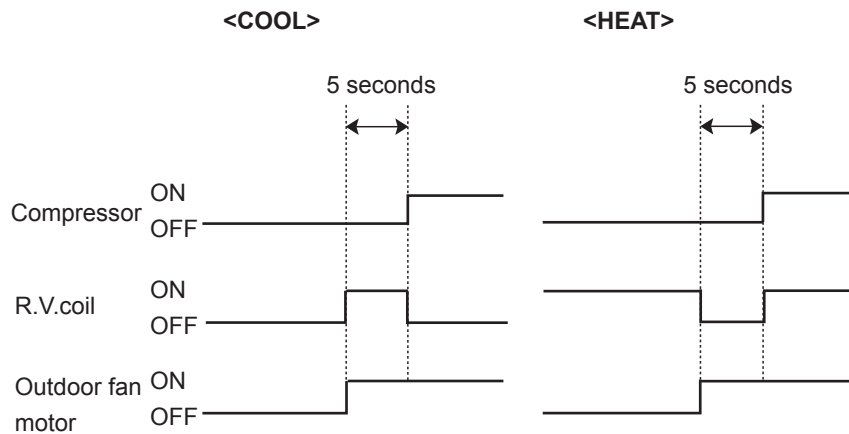 <COOL> <HEAT>
5 seconds 5 seconds
Compressor ON
OFF
R.V.coil ON
OFF
Outdoor fan motor ON
OFF